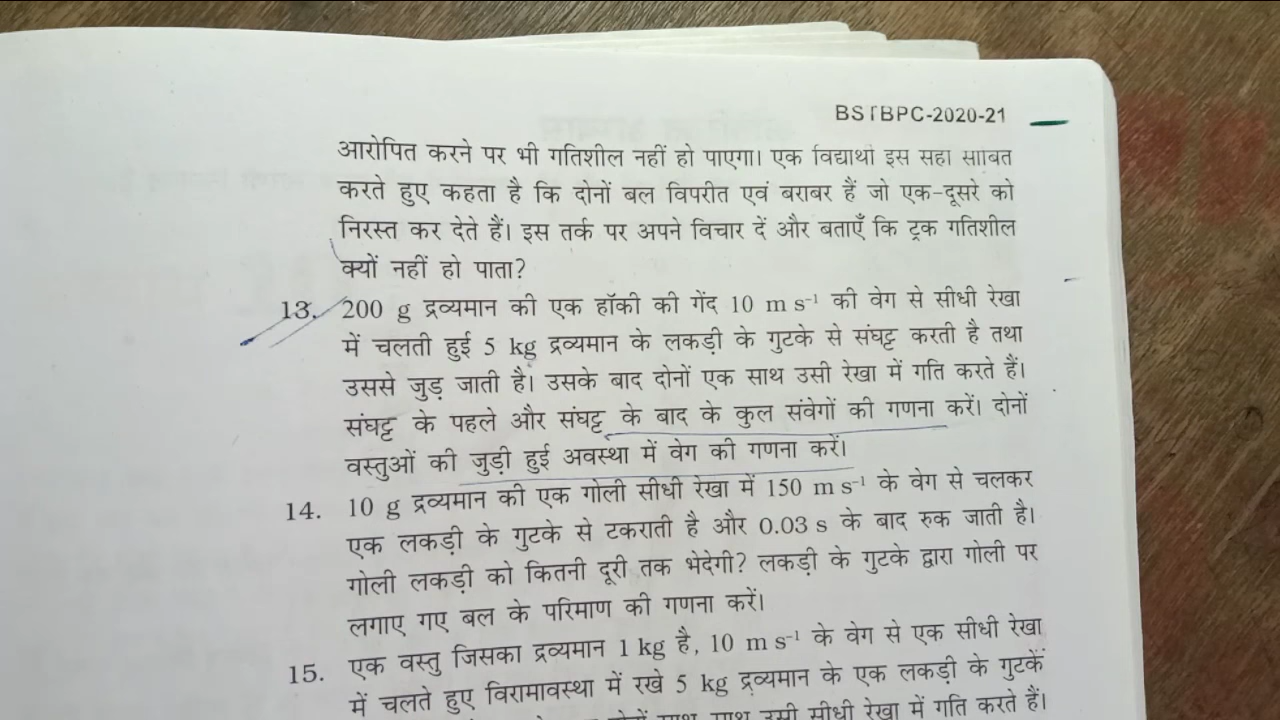 BSTBPC-2020-21
आरोपित करने पर भी गतिशील नहीं हो पाएगा। एक विद्यार्थी इसे सही साबित
करते हुए कहता है कि दोनों बल विपरीत एवं बराबर हैं जो एक-दूसरे को
निरस्त कर देते हैं। इस तर्क पर अपने विचार दें और बताएँ कि ट्रक गतिशील
क्यों नहीं हो पाता?
13. 200 g द्रव्यमान की एक हॉकी की गेंद 10 m s⁻¹ की वेग से सीधी रेखा
में चलती हुई 5 kg द्रव्यमान के लकड़ी के गुटके से संघट्ट करती है तथा
उससे जुड़ जाती है। उसके बाद दोनों एक साथ उसी रेखा में गति करते हैं।
संघट्ट के पहले और संघट्ट के बाद के कुल संवेगों की गणना करें। दोनों
वस्तुओं की जुड़ी हुई अवस्था में वेग की गणना करें।
14. 10 g द्रव्यमान की एक गोली सीधी रेखा में 150 m s⁻¹ के वेग से चलकर
एक लकड़ी के गुटके से टकराती है और 0.03 s के बाद रुक जाती है।
गोली लकड़ी को कितनी दूरी तक भेदेगी? लकड़ी के गुटके द्वारा गोली पर
लगाए गए बल के परिमाण की गणना करें।
15. एक वस्तु जिसका द्रव्यमान 1 kg है, 10 m s⁻¹ के वेग से एक सीधी रेखा
में चलते हुए विरामावस्था में रखे 5 kg द्रव्यमान के एक लकड़ी के गुटकें
साथ साथ उसी सीधी रेखा में गति करते हैं।